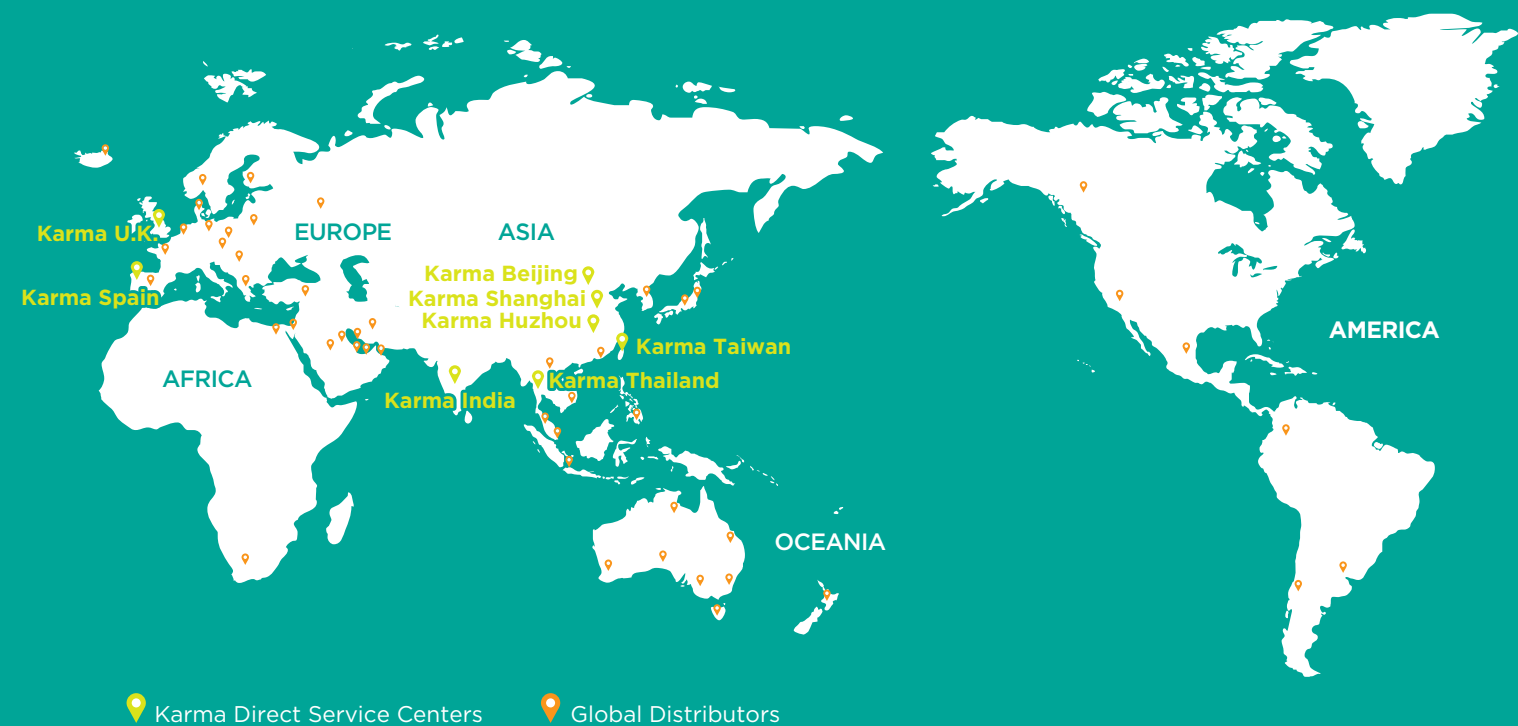 Karma U.K.
EUROPE
ASIA
Karma Beijing
Karma Spain
Karma Shanghai
Karma Huzhou
AMERICA
Karma Taiwan
AFRICA
Karma Thailand
Karma India
OCEANIA
Karma Direct Service Centers
Global Distributors